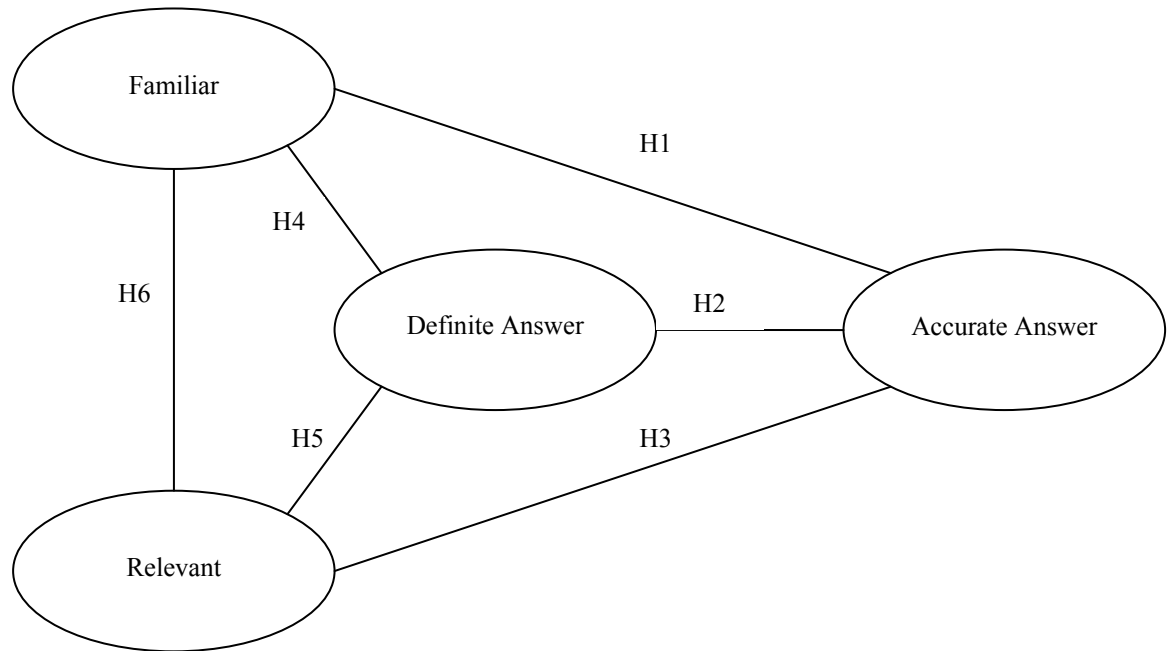 Familiar
H1
H4
H6
H2
Definite Answer
Accurate Answer
H5
H3
Relevant